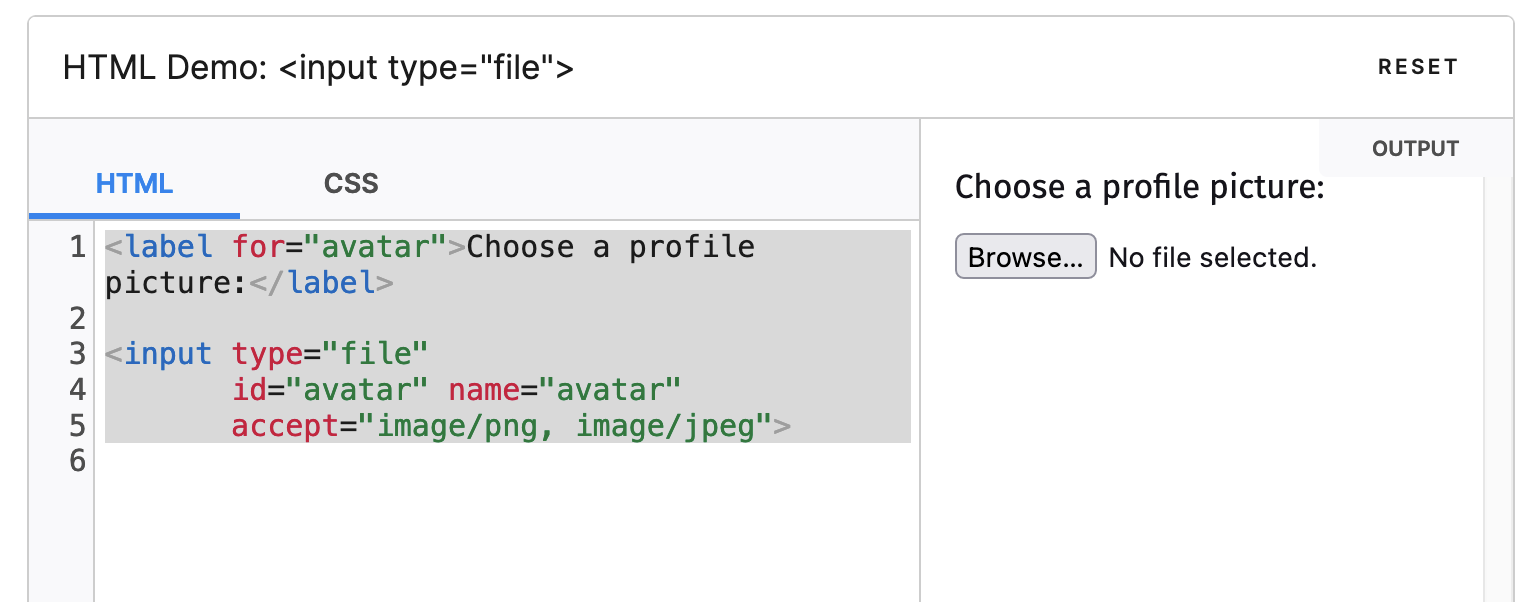 HTML Demo: <input type="file">
RESET
HTML
CSS
1 <label for="avatar">Choose a profile
picture:</label>
2
3 <input type="file"
4        id="avatar" name="avatar"
5        accept="image/png, image/jpeg">
6
OUTPUT
Choose a profile picture:
Browse... No file selected.